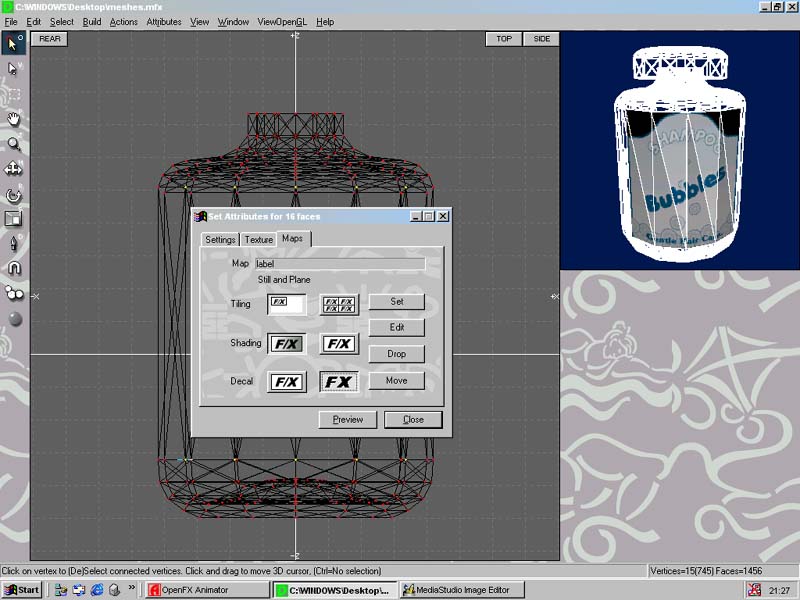 C:\WINDOWS\Desktop\meshes.mfx
File Edit Select Build Actions Attributes View Window ViewOpenGL Help
REAR
TOP SIDE
SHAMPOO
Bubbles
Gentle Hair Care
Set Attributes for 16 faces
Settings Texture Maps
Map label
Still and Plane
Tiling F/X F/X F/X F/X F/X Set
Edit
Shading F/X F/X
Drop
Decal F/X FX Move
Preview Close
Click on vertex to (De)Select connected vertices. Click and drag to move 3D cursor, (Ctrl=No selection)
Vertices=15(745) Faces=1456
Start OpenFX Animator C:\WINDOWS\Desktop\... MediaStudio Image Editor 21:27